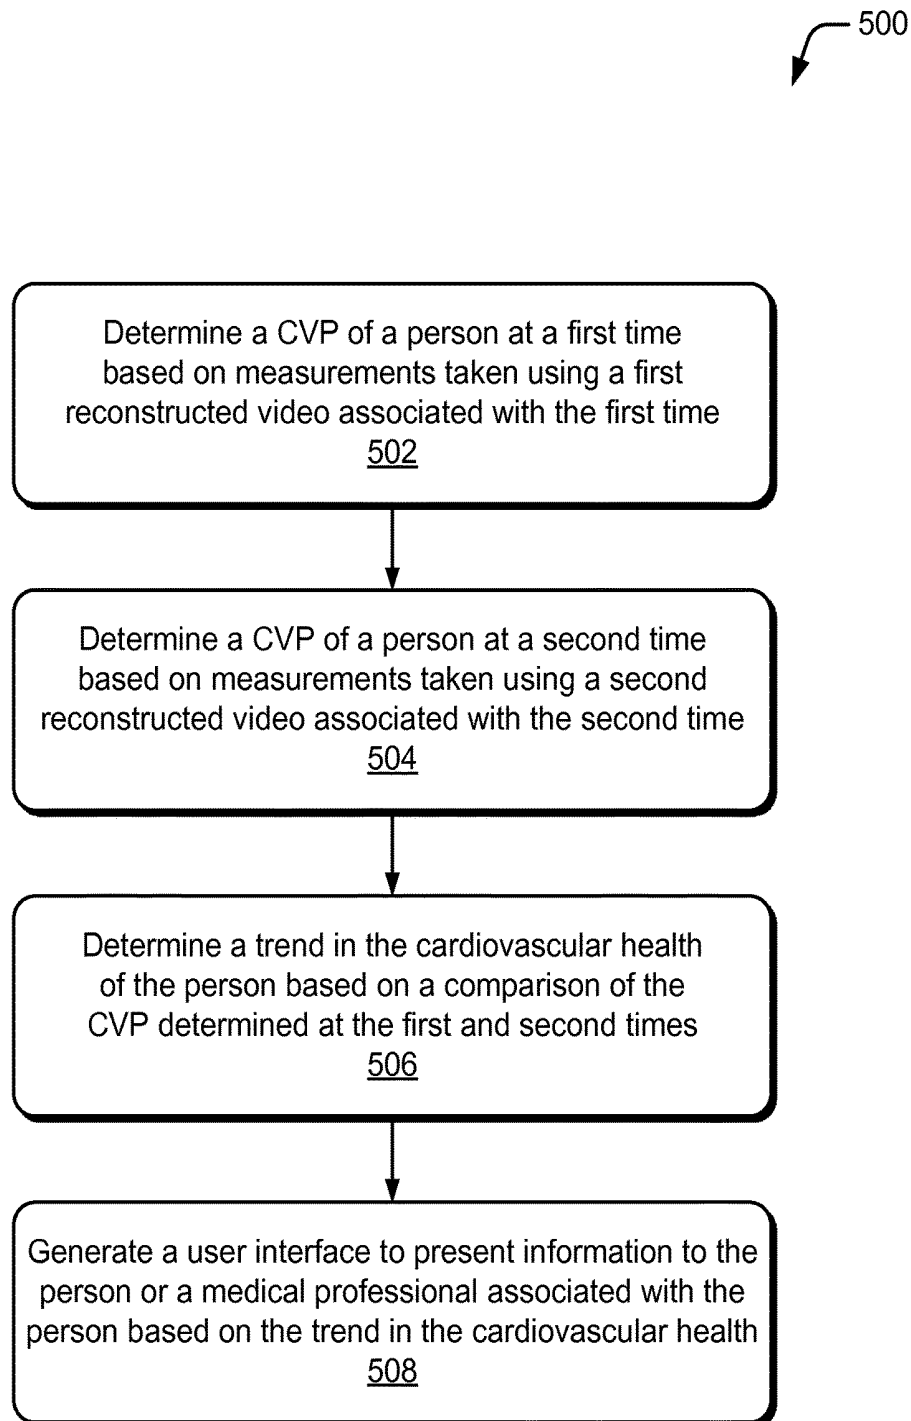 500
Determine a CVP of a person at a first time
based on measurements taken using a first
reconstructed video associated with the first time
502
Determine a CVP of a person at a second time
based on measurements taken using a second
reconstructed video associated with the second time
504
Determine a trend in the cardiovascular health
of the person based on a comparison of the
CVP determined at the first and second times
506
Generate a user interface to present information to the
person or a medical professional associated with the
person based on the trend in the cardiovascular health
508